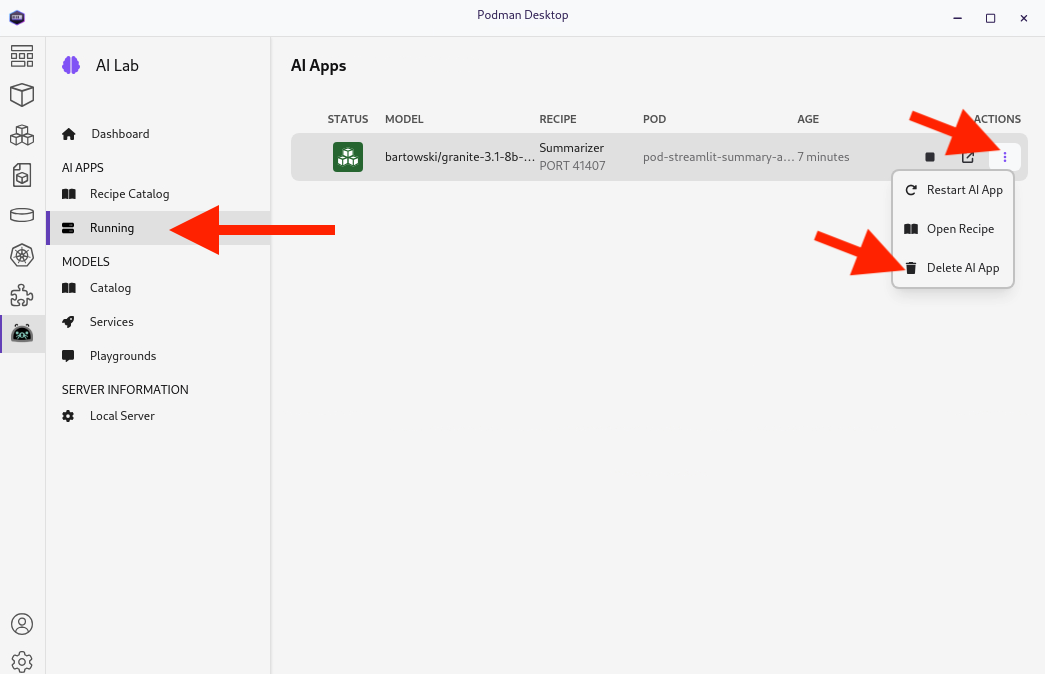 Podman Desktop
AI Lab
Dashboard
AI APPS
Recipe Catalog
Running
MODELS
Catalog
Services
Playgrounds
SERVER INFORMATION
Local Server
AI Apps
STATUS MODEL RECIPE POD AGE ACTIONS
bartowski/granite-3.1-8b-... Summarizer pod-streamlit-summary-a... 7 minutes
PORT 41407
Restart AI App
Open Recipe
Delete AI App